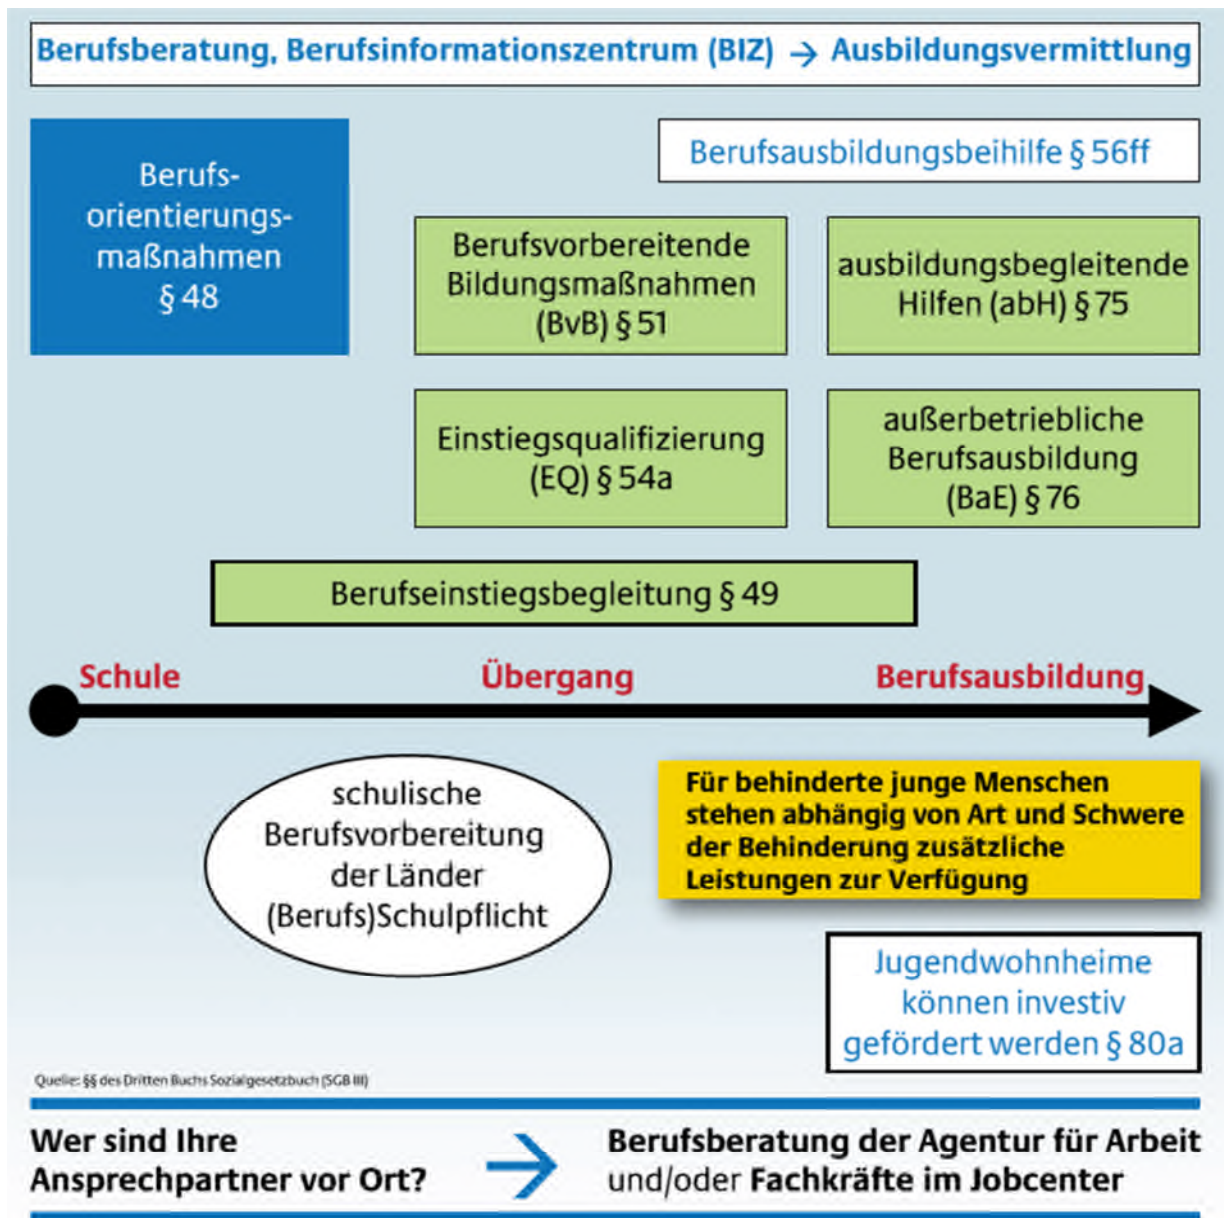 Berufsberatung, Berufsinformationszentrum (BIZ) → Ausbildungsvermittlung
Berufs-
orientierungs-
maßnahmen
§ 48
Berufsausbildungsbeihilfe § 56ff
Berufsvorbereitende
Bildungsmaßnahmen
(BvB) § 51
ausbildungsbegleitende
Hilfen (abH) § 75
Einstiegsqualifizierung
(EQ) § 54a
außerbetriebliche
Berufsausbildung
(BaE) § 76
Berufseinstiegsbegleitung § 49
Schule
Übergang
Berufsausbildung
schulische
Berufsvorbereitung
der Länder
(Berufs)Schulpflicht
Für behinderte junge Menschen
stehen abhängig von Art und Schwere
der Behinderung zusätzliche
Leistungen zur Verfügung
Jugendwohnheime
können investiv
gefördert werden § 80a
Quelle: §§ des Dritten Buchs Sozialgesetzbuch (SGB III)
Wer sind Ihre
Ansprechpartner vor Ort?
→
Berufsberatung der Agentur für Arbeit
und/oder Fachkräfte im Jobcenter